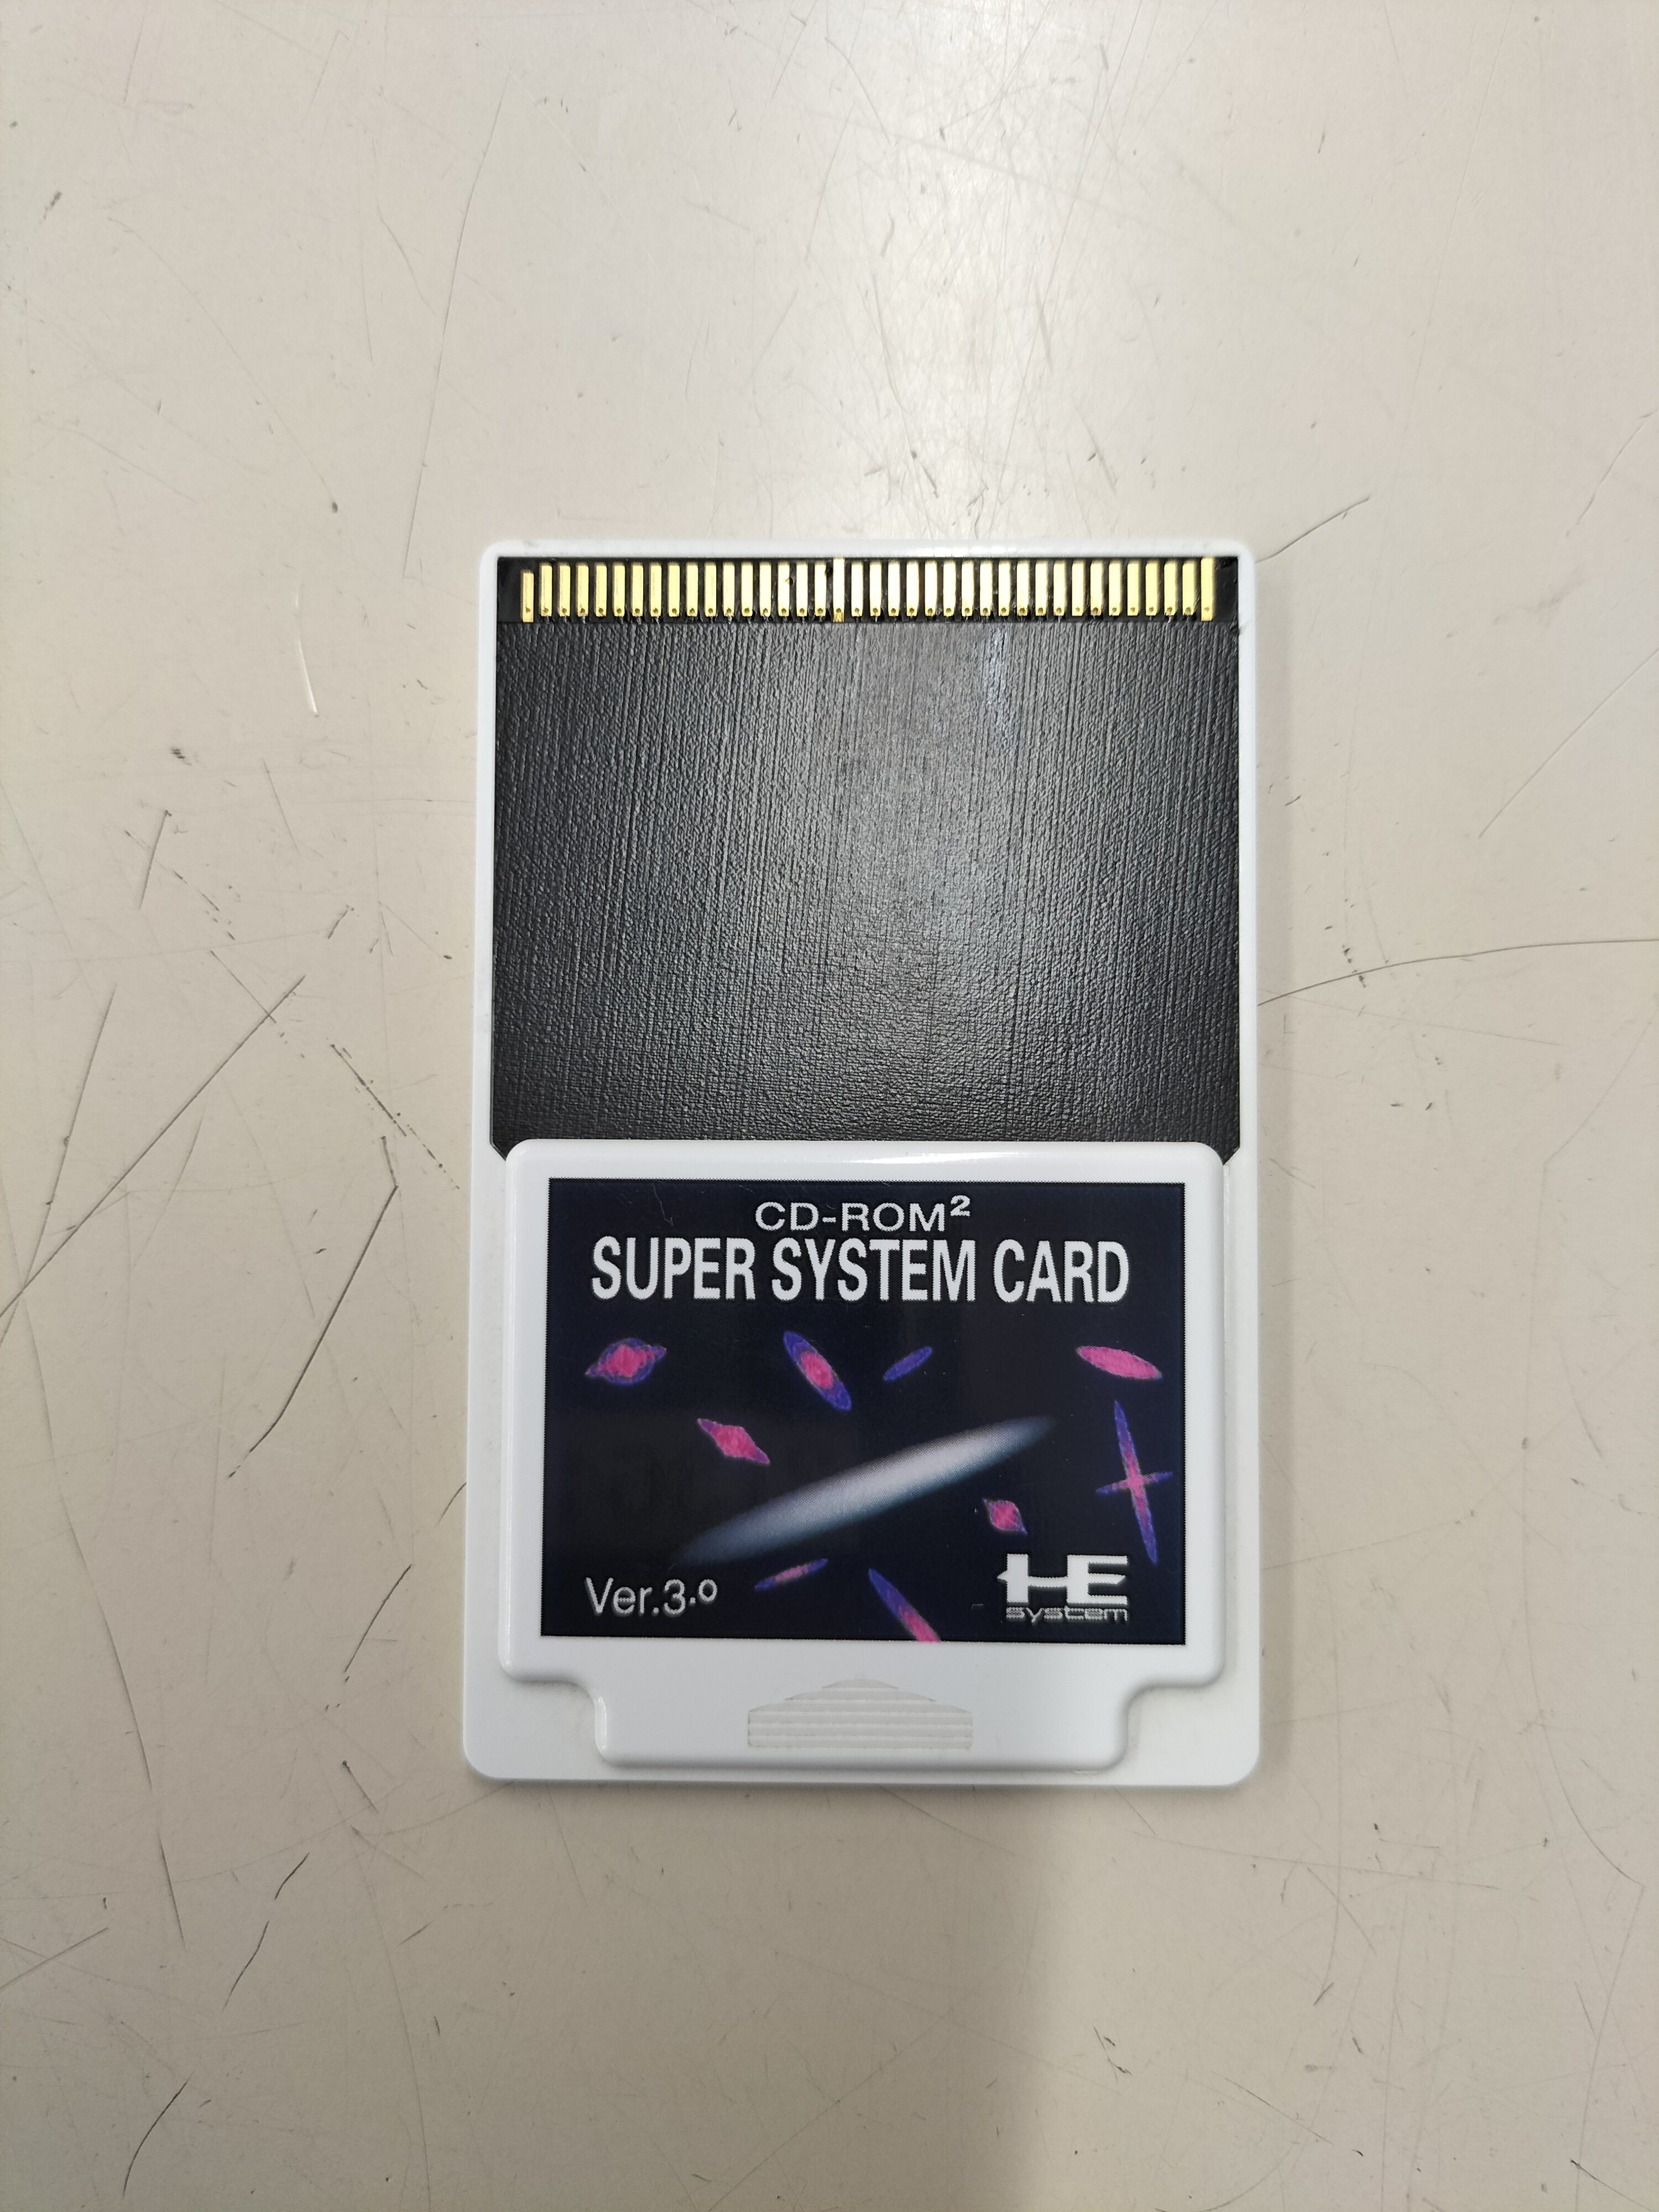 CD-ROM²
SUPER SYSTEM CARD
Ver.3.0
HE
system